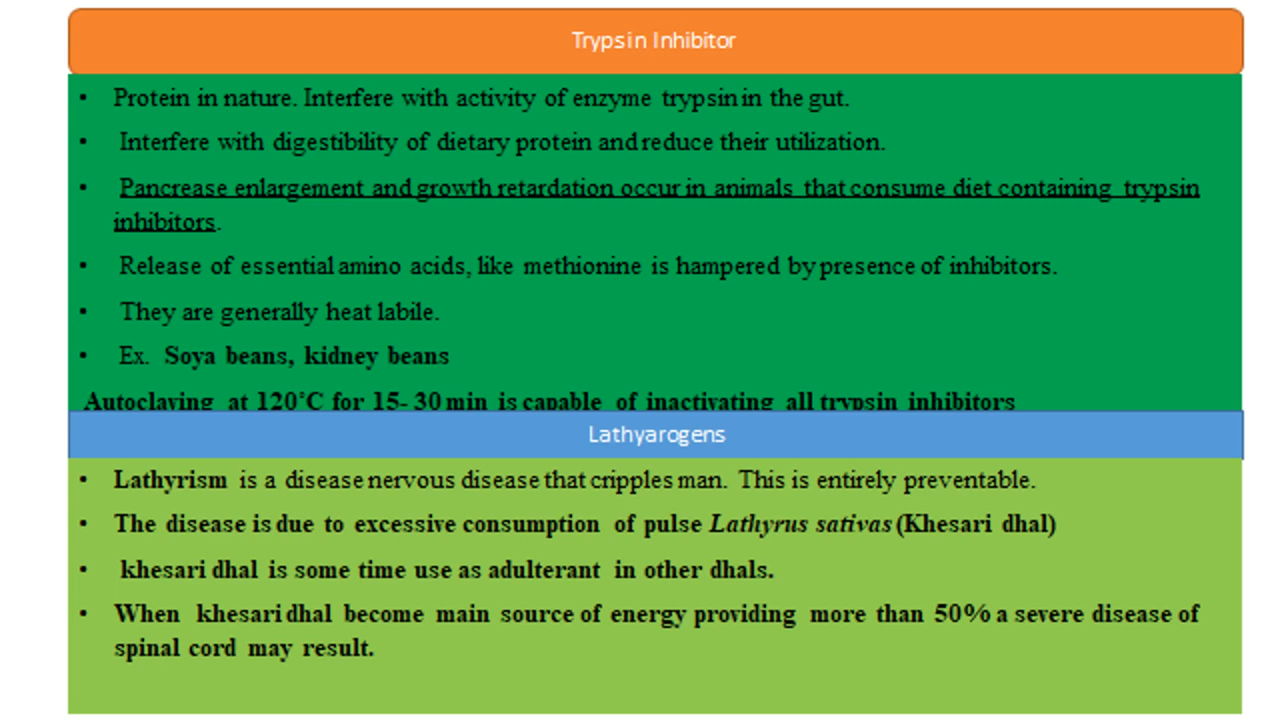 Trypsin Inhibitor
• Protein in nature. Interfere with activity of enzyme trypsin in the gut.
• Interfere with digestibility of dietary protein and reduce their utilization.
• Pancrease enlargement and growth retardation occur in animals that consume diet containing trypsin
inhibitors.
• Release of essential amino acids, like methionine is hampered by presence of inhibitors.
• They are generally heat labile.
• Ex. Soya beans, kidney beans
Autoclaving at 120°C for 15- 30 min is capable of inactivating all trypsin inhibitors
Lathyarogens
• Lathyrism is a disease nervous disease that cripples man. This is entirely preventable.
• The disease is due to excessive consumption of pulse Lathyrus sativas (Khesari dhal)
• khesari dhal is some time use as adulterant in other dhals.
• When khesari dhal become main source of energy providing more than 50% a severe disease of
spinal cord may result.